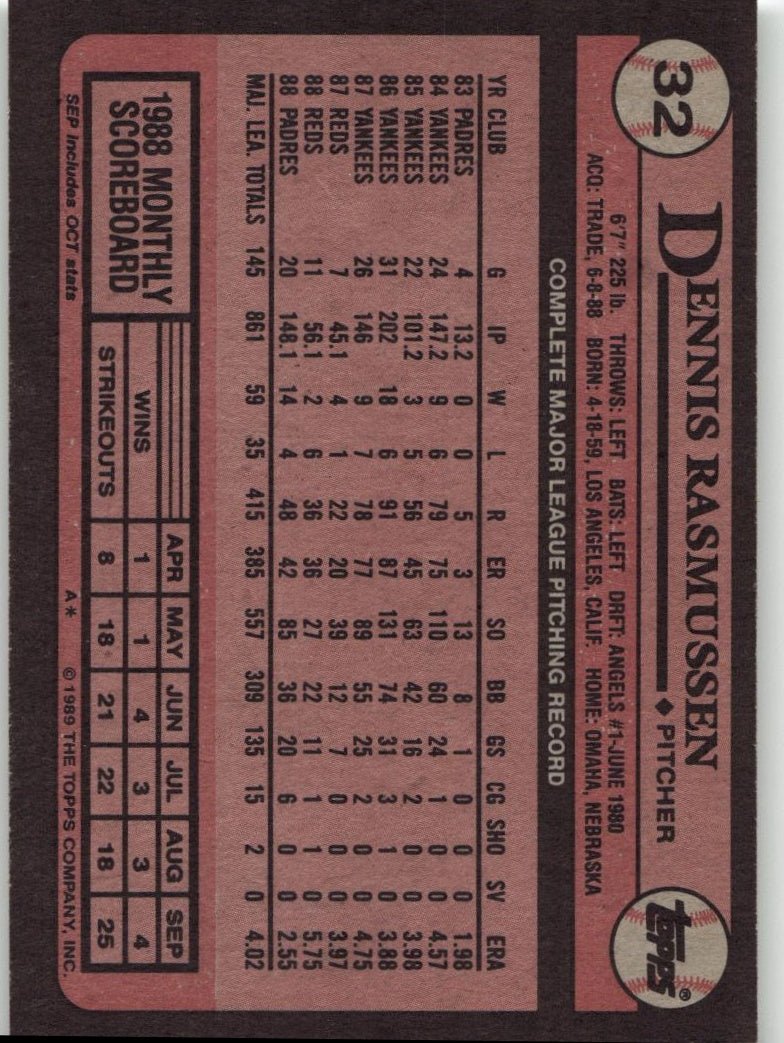 32 DENNIS RASMUSSEN ♦ PITCHER topps®
6'7" 225 lb. THROWS: LEFT BATS: LEFT DRFT: ANGELS #1-JUNE 1980
ACQ: TRADE, 6-8-88 BORN: 4-18-59, LOS ANGELES, CALIF HOME: OMAHA, NEBRASKA
COMPLETE MAJOR LEAGUE PITCHING RECORD
YR CLUB G IP W L R ER SO BB GS CG SHO SV ERA
83 PADRES 4 13.2 0 0 5 3 13 8 1 0 0 0 1.98
84 YANKEES 24 147.2 9 6 79 75 110 60 24 1 0 0 4.57
85 YANKEES 22 101.2 3 5 56 45 63 42 16 2 0 0 3.98
86 YANKEES 31 202 18 6 91 87 131 74 31 3 1 0 3.88
87 YANKEES 26 146 9 7 78 77 89 55 25 2 0 0 4.75
87 REDS 7 45.1 4 1 22 20 39 12 7 0 0 0 3.97
88 REDS 11 56.1 2 6 36 36 27 22 11 1 1 0 5.75
88 PADRES 20 148.1 14 4 48 42 85 36 20 6 0 0 2.55
MAJ. LEA. TOTALS 145 861 59 35 415 385 557 309 135 15 2 0 4.02
1988 MONTHLY
SCOREBOARD
APR MAY JUN JUL AUG SEP
WINS 1 1 4 3 3 4
STRIKEOUTS 8 18 21 22 18 25
SEP Includes OCT stats A* © 1989 THE TOPPS COMPANY, INC.